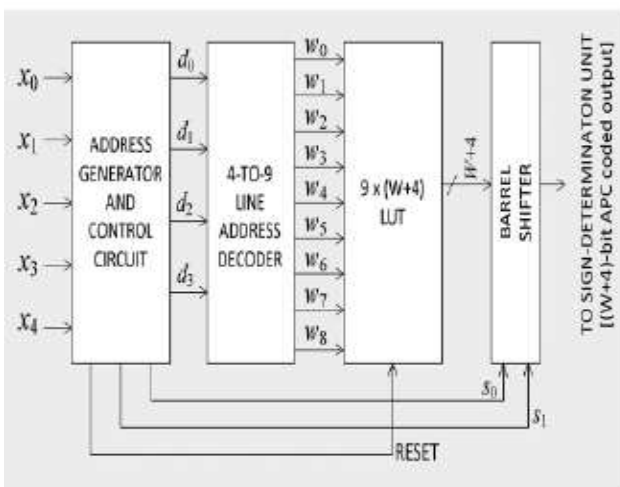 x0
x1
x2
x3
x4
ADDRESS
GENERATOR
AND
CONTROL
CIRCUIT
d0
d1
d2
d3
4-TO-9
LINE
ADDRESS
DECODER
w0
w1
w2
w3
w4
w5
w6
w7
w8
9 x (W+4)
LUT
W+4
BARREL
SHIFTER
TO SIGN-DETERMINATON UNIT
[(W+4)-bit APC coded output]
s0
s1
RESET